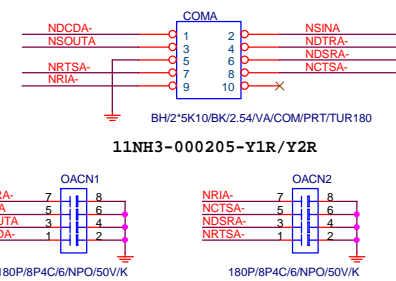 COMA
NDCDA- 1 2 NSINA
NSOUTA 3 4 NDTRA-
5 6 NDSRA-
NRTSA- 7 8 NCTSA-
NRIA- 9 10
BH/2*5K10/BK/2.54/VA/COM/PRT/TUR180
11NH3-000205-Y1R/Y2R
OACN1 OACN2
RA- 7 8 NRIA- 7 8
A 5 6 NCTSA- 5 6
UTA 3 4 NDSRA- 3 4
DA- 1 2 NRTSA- 1 2
180P/8P4C/6/NPO/50V/K 180P/8P4C/6/NPO/50V/K